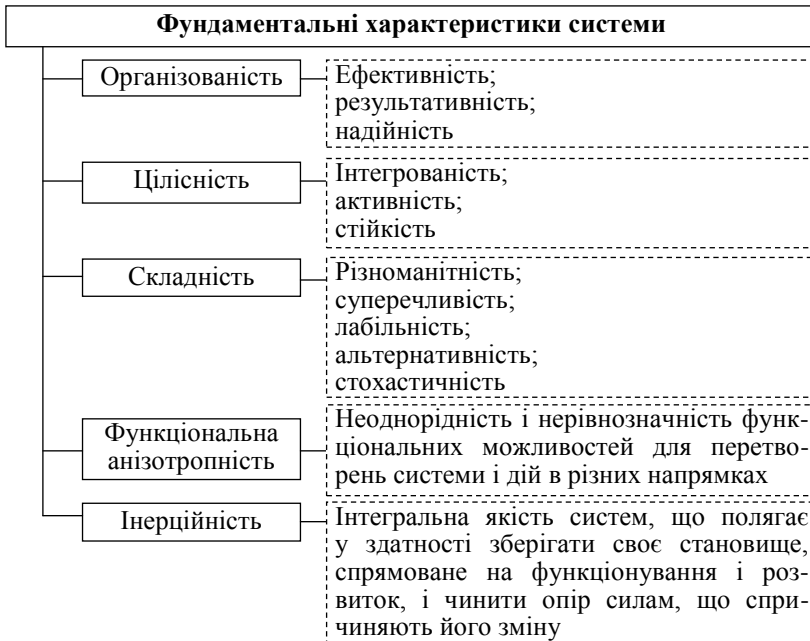 Фундаментальні характеристики системи
Організованість
Ефективність;
результативність;
надійність
Цілісність
Інтегрованість;
активність;
стійкість
Складність
Різноманітність;
суперечливість;
лабільність;
альтернативність;
стохастичність
Функціональна
анізотропність
Неоднорідність і нерівнозначність функ-
ціональних можливостей для перетво-
рень системи і дій в різних напрямках
Інерційність
Інтегральна якість систем, що полягає
у здатності зберігати своє становище,
спрямоване на функціонування і роз-
виток, і чинити опір силам, що спри-
чиняють його зміну